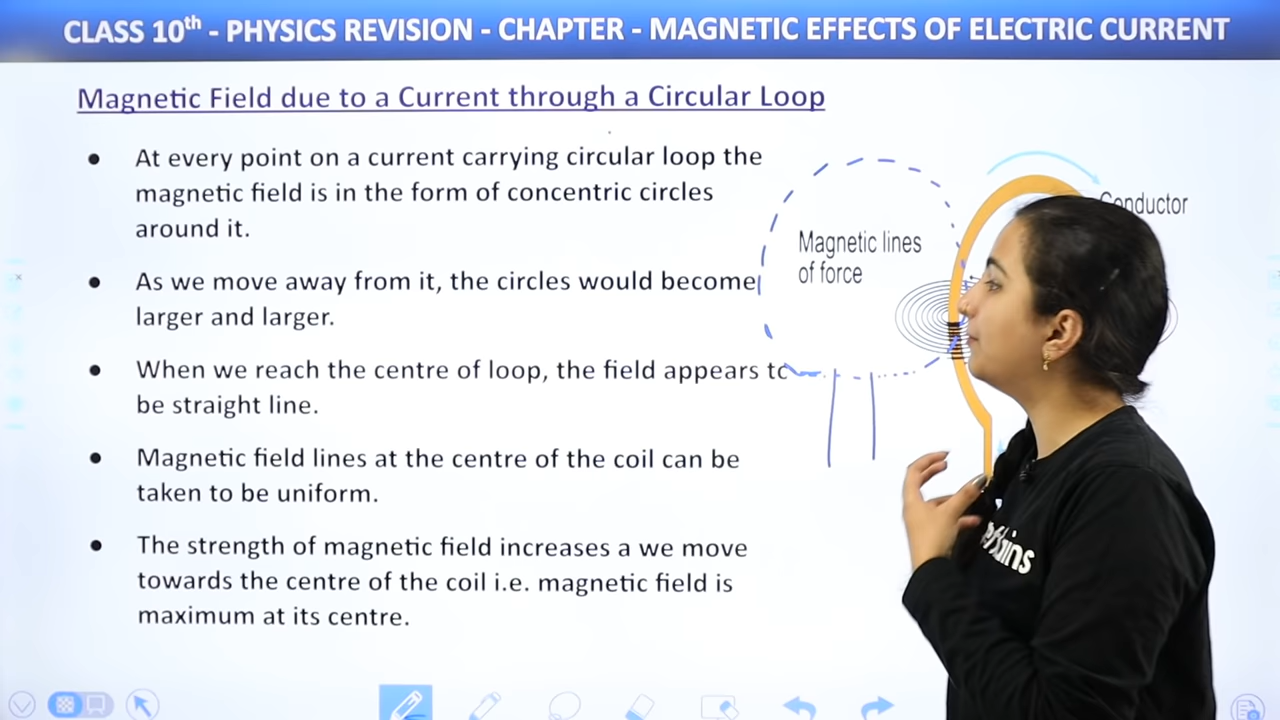 CLASS 10th - PHYSICS REVISION - CHAPTER - MAGNETIC EFFECTS OF ELECTRIC CURRENT
Magnetic Field due to a Current through a Circular Loop
● At every point on a current carrying circular loop the
magnetic field is in the form of concentric circles
around it.
● As we move away from it, the circles would become
larger and larger.
● When we reach the centre of loop, the field appears to
be straight line.
● Magnetic field lines at the centre of the coil can be
taken to be uniform.
● The strength of magnetic field increases a we move
towards the centre of the coil i.e. magnetic field is
maximum at its centre.
Conductor
Magnetic lines
of force